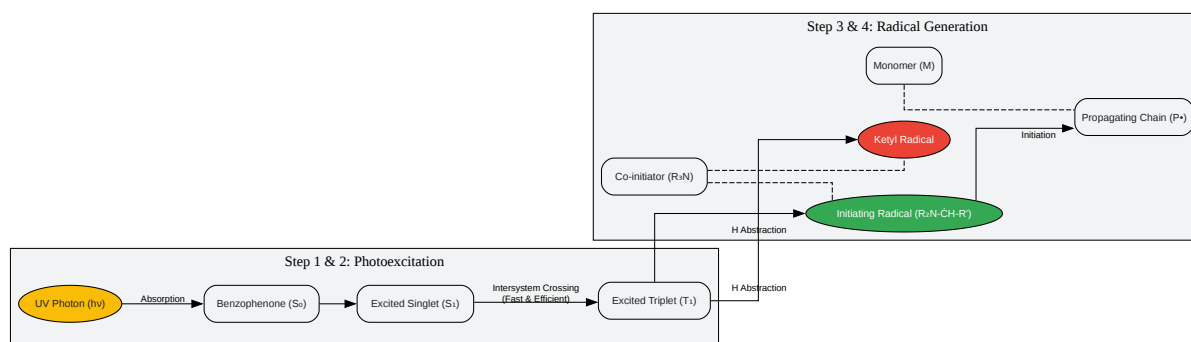 Step 3 & 4: Radical Generation
Monomer (M)
Propagating Chain (P•)
Initiation
Ketyl Radical
Co-initiator (R₃N)
Initiating Radical (R₂N-ĊH-R')
H Abstraction
Step 1 & 2: Photoexcitation
UV Photon (hν)
Absorption
Benzophenone (S₀)
Excited Singlet (S₁)
Intersystem Crossing
(Fast & Efficient)
Excited Triplet (T₁)
H Abstraction